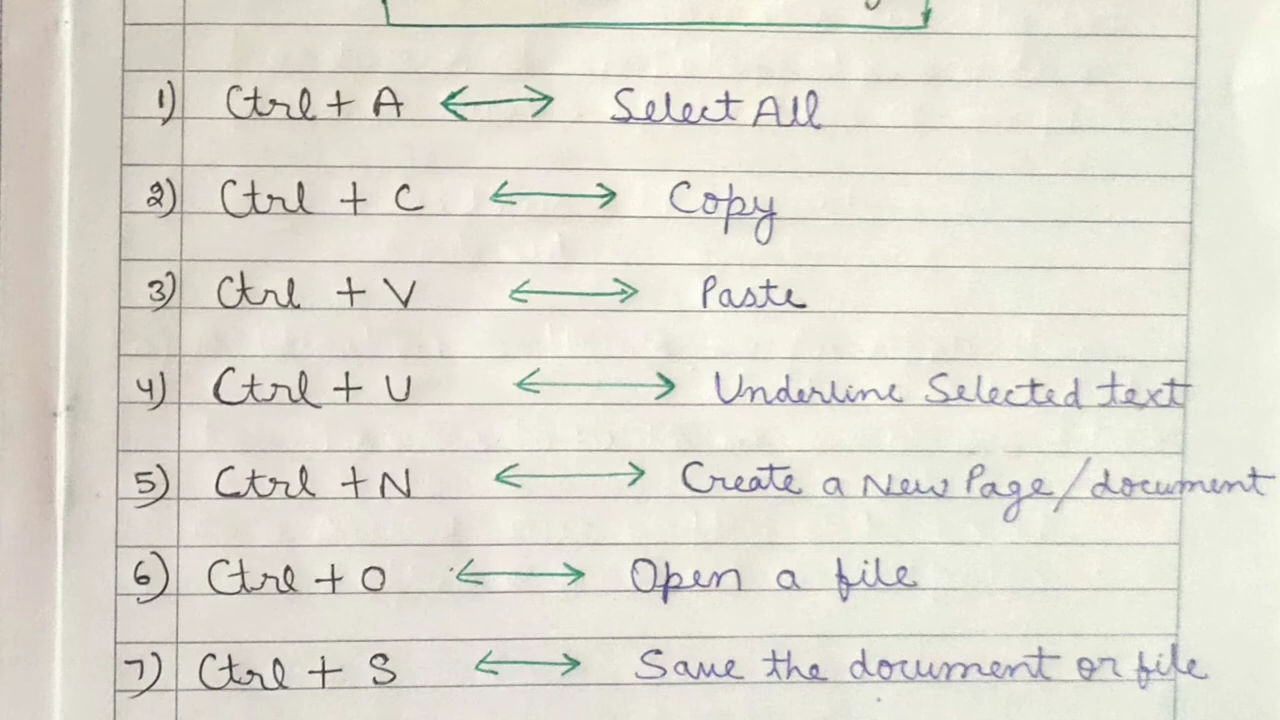 1) Ctrl + A ⟷ Select All
2) Ctrl + C ⟷ Copy
3) Ctrl + V ⟷ Paste
4) Ctrl + U ⟷ Underline Selected text
5) Ctrl + N ⟷ Create a New Page/document
6) Ctrl + O ⟷ Open a file
7) Ctrl + S ⟷ Save the document or file